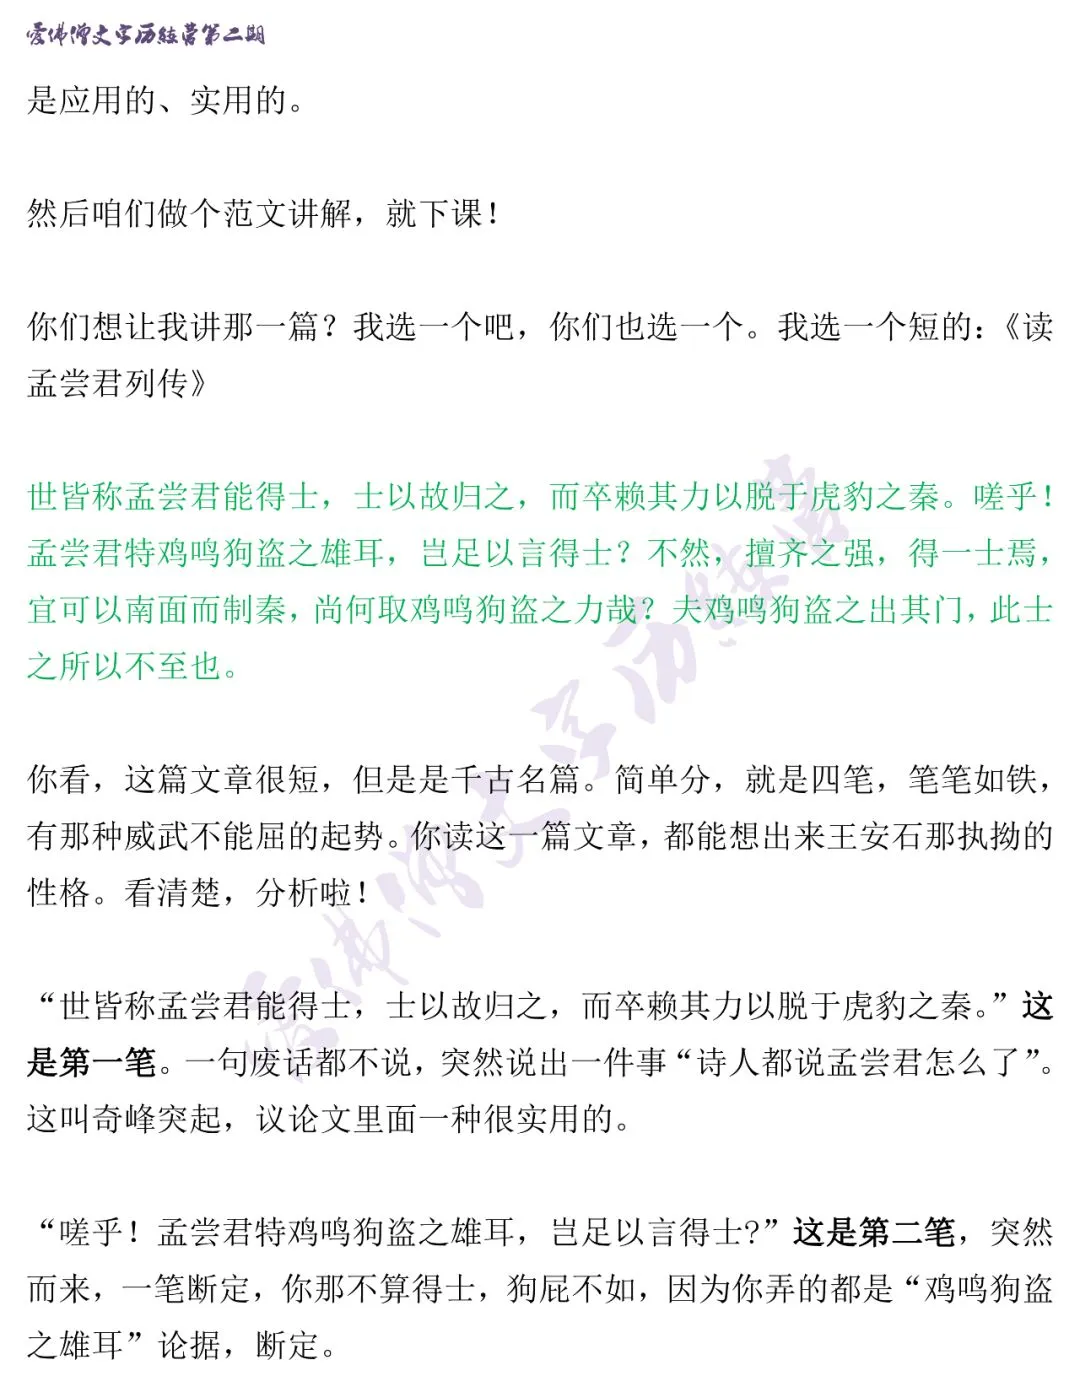 爱佛憎文字历练营第二期
是应用的、实用的。
然后咱们做个范文讲解，就下课！
你们想让我讲那一篇？我选一个吧，你们也选一个。我选一个短的：《读
孟尝君列传》
世皆称孟尝君能得士，士以故归之，而卒赖其力以脱于虎豹之秦。嗟乎！
孟尝君特鸡鸣狗盗之雄耳，岂足以言得士？不然，擅齐之强，得一士焉，
宜可以南面而制秦，尚何取鸡鸣狗盗之力哉？夫鸡鸣狗盗之出其门，此士
之所以不至也。
你看，这篇文章很短，但是是千古名篇。简单分，就是四笔，笔笔如铁，
有那种威武不能屈的起势。你读这一篇文章，都能想出来王安石那执拗的
性格。看清楚，分析啦！
“世皆称孟尝君能得士，士以故归之，而卒赖其力以脱于虎豹之秦。”这
是第一笔。一句废话都不说，突然说出一件事“诗人都说孟尝君怎么了”。
这叫奇峰突起，议论文里面一种很实用的。
“嗟乎！孟尝君特鸡鸣狗盗之雄耳，岂足以言得士?”这是第二笔，突然
而来，一笔断定，你那不算得士，狗屁不如，因为你弄的都是“鸡鸣狗盗
之雄耳”论据，断定。